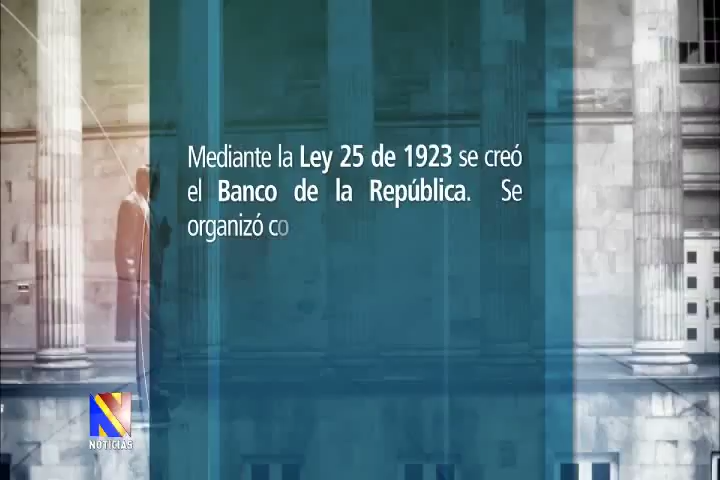 Mediante la Ley 25 de 1923 se creó
el Banco de la República. Se
organizó co
NOTICIAS